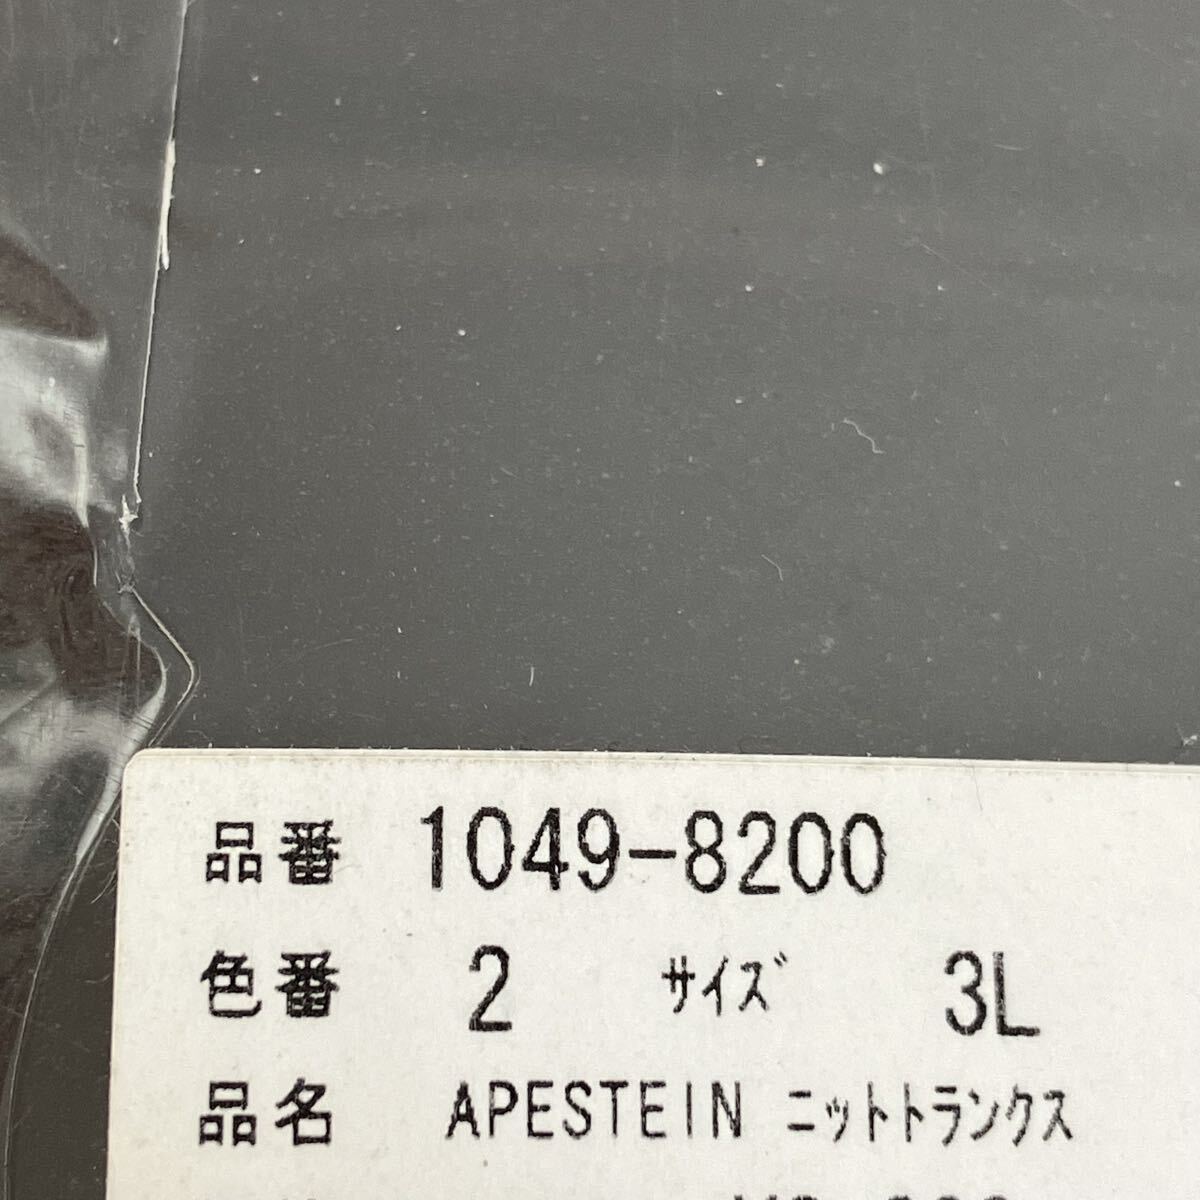 品番 1049-8200
色番 2 ｻｲｽﾞ 3L
品名 APESTEIN ﾆｯﾄﾄﾗﾝｸｽ